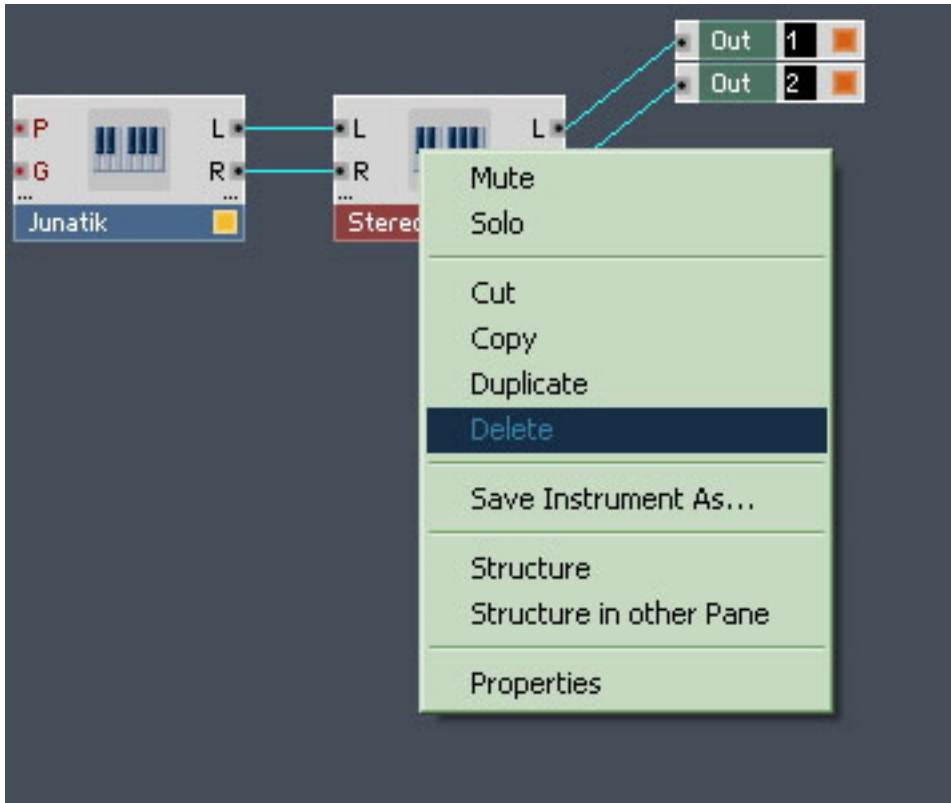 Out 1
Out 2
P L L L
G R R
... ... ...
Junatik
Mute
Solo
Cut
Copy
Duplicate
Delete
Save Instrument As...
Structure
Structure in other Pane
Properties